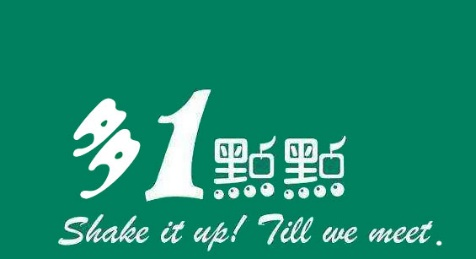 多1點點
Shake it up! Till we meet.